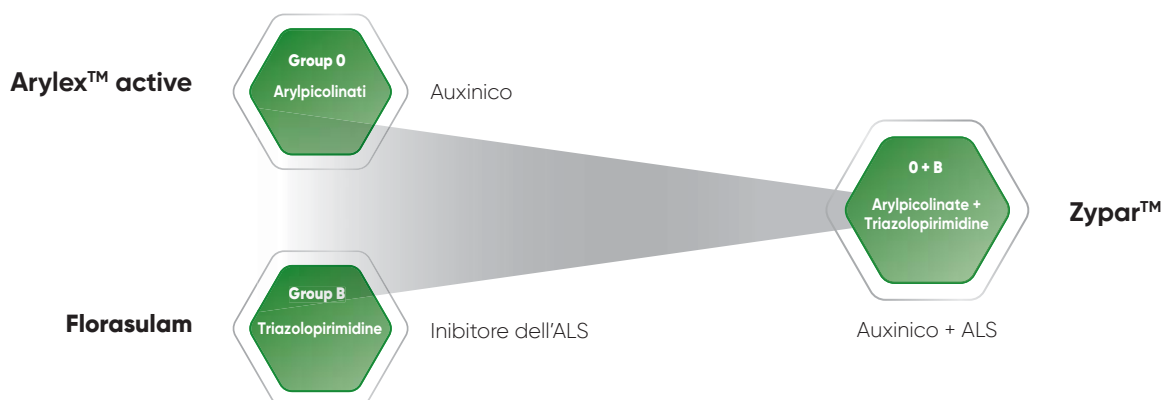 Arylex™ active
Group 0
Arylpicolinati
Auxinico
Florasulam
Group B
Triazolopirimidine
Inibitore dell'ALS
0 + B
Arylpicolinate +
Triazolopirimidine
Zypar™
Auxinico + ALS